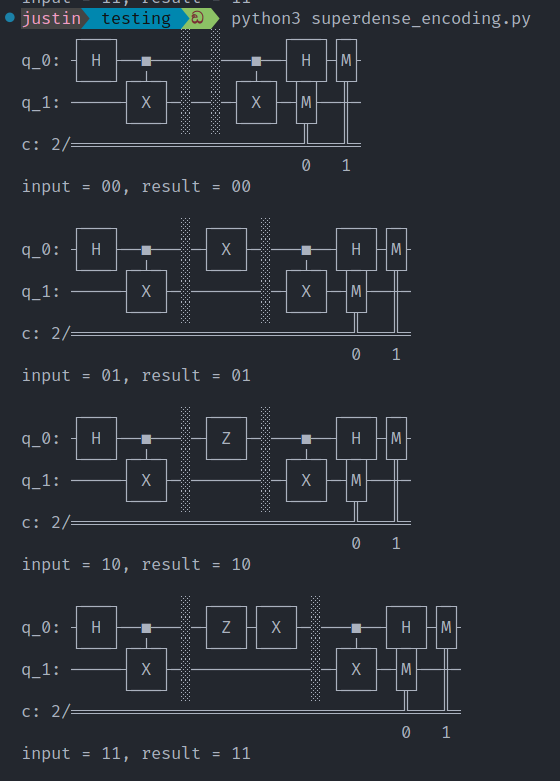 input = 11, result = 11
justin testing python3 superdense_encoding.py
q_0: H H M
q_1: X X M
c: 2/
0 1
input = 00, result = 00
q_0: H X H M
q_1: X X M
c: 2/
0 1
input = 01, result = 01
q_0: H Z H M
q_1: X X M
c: 2/
0 1
input = 10, result = 10
q_0: H Z X H M
q_1: X X M
c: 2/
0 1
input = 11, result = 11